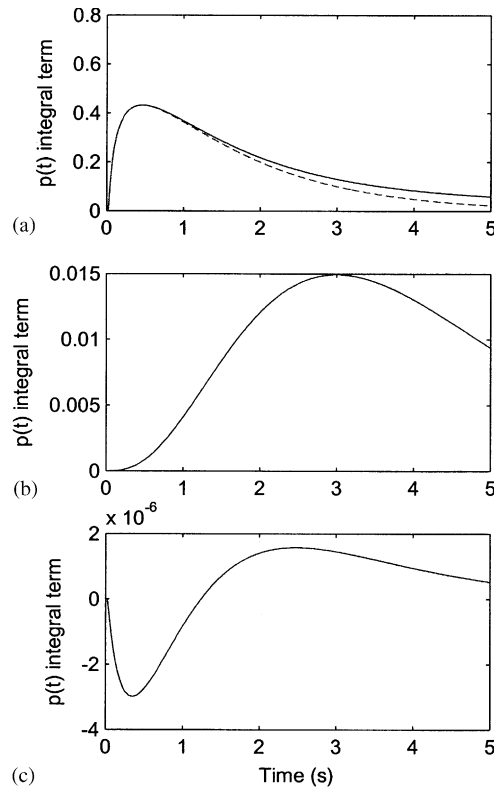 0.8
0.6
0.4
0.2
0
p(t) integral term
0 1 2 3 4 5
(a)
0.015
0.01
0.005
0
p(t) integral term
0 1 2 3 4 5
(b)
x 10^-6
2
0
-2
-4
p(t) integral term
0 1 2 3 4 5
(c)
Time (s)